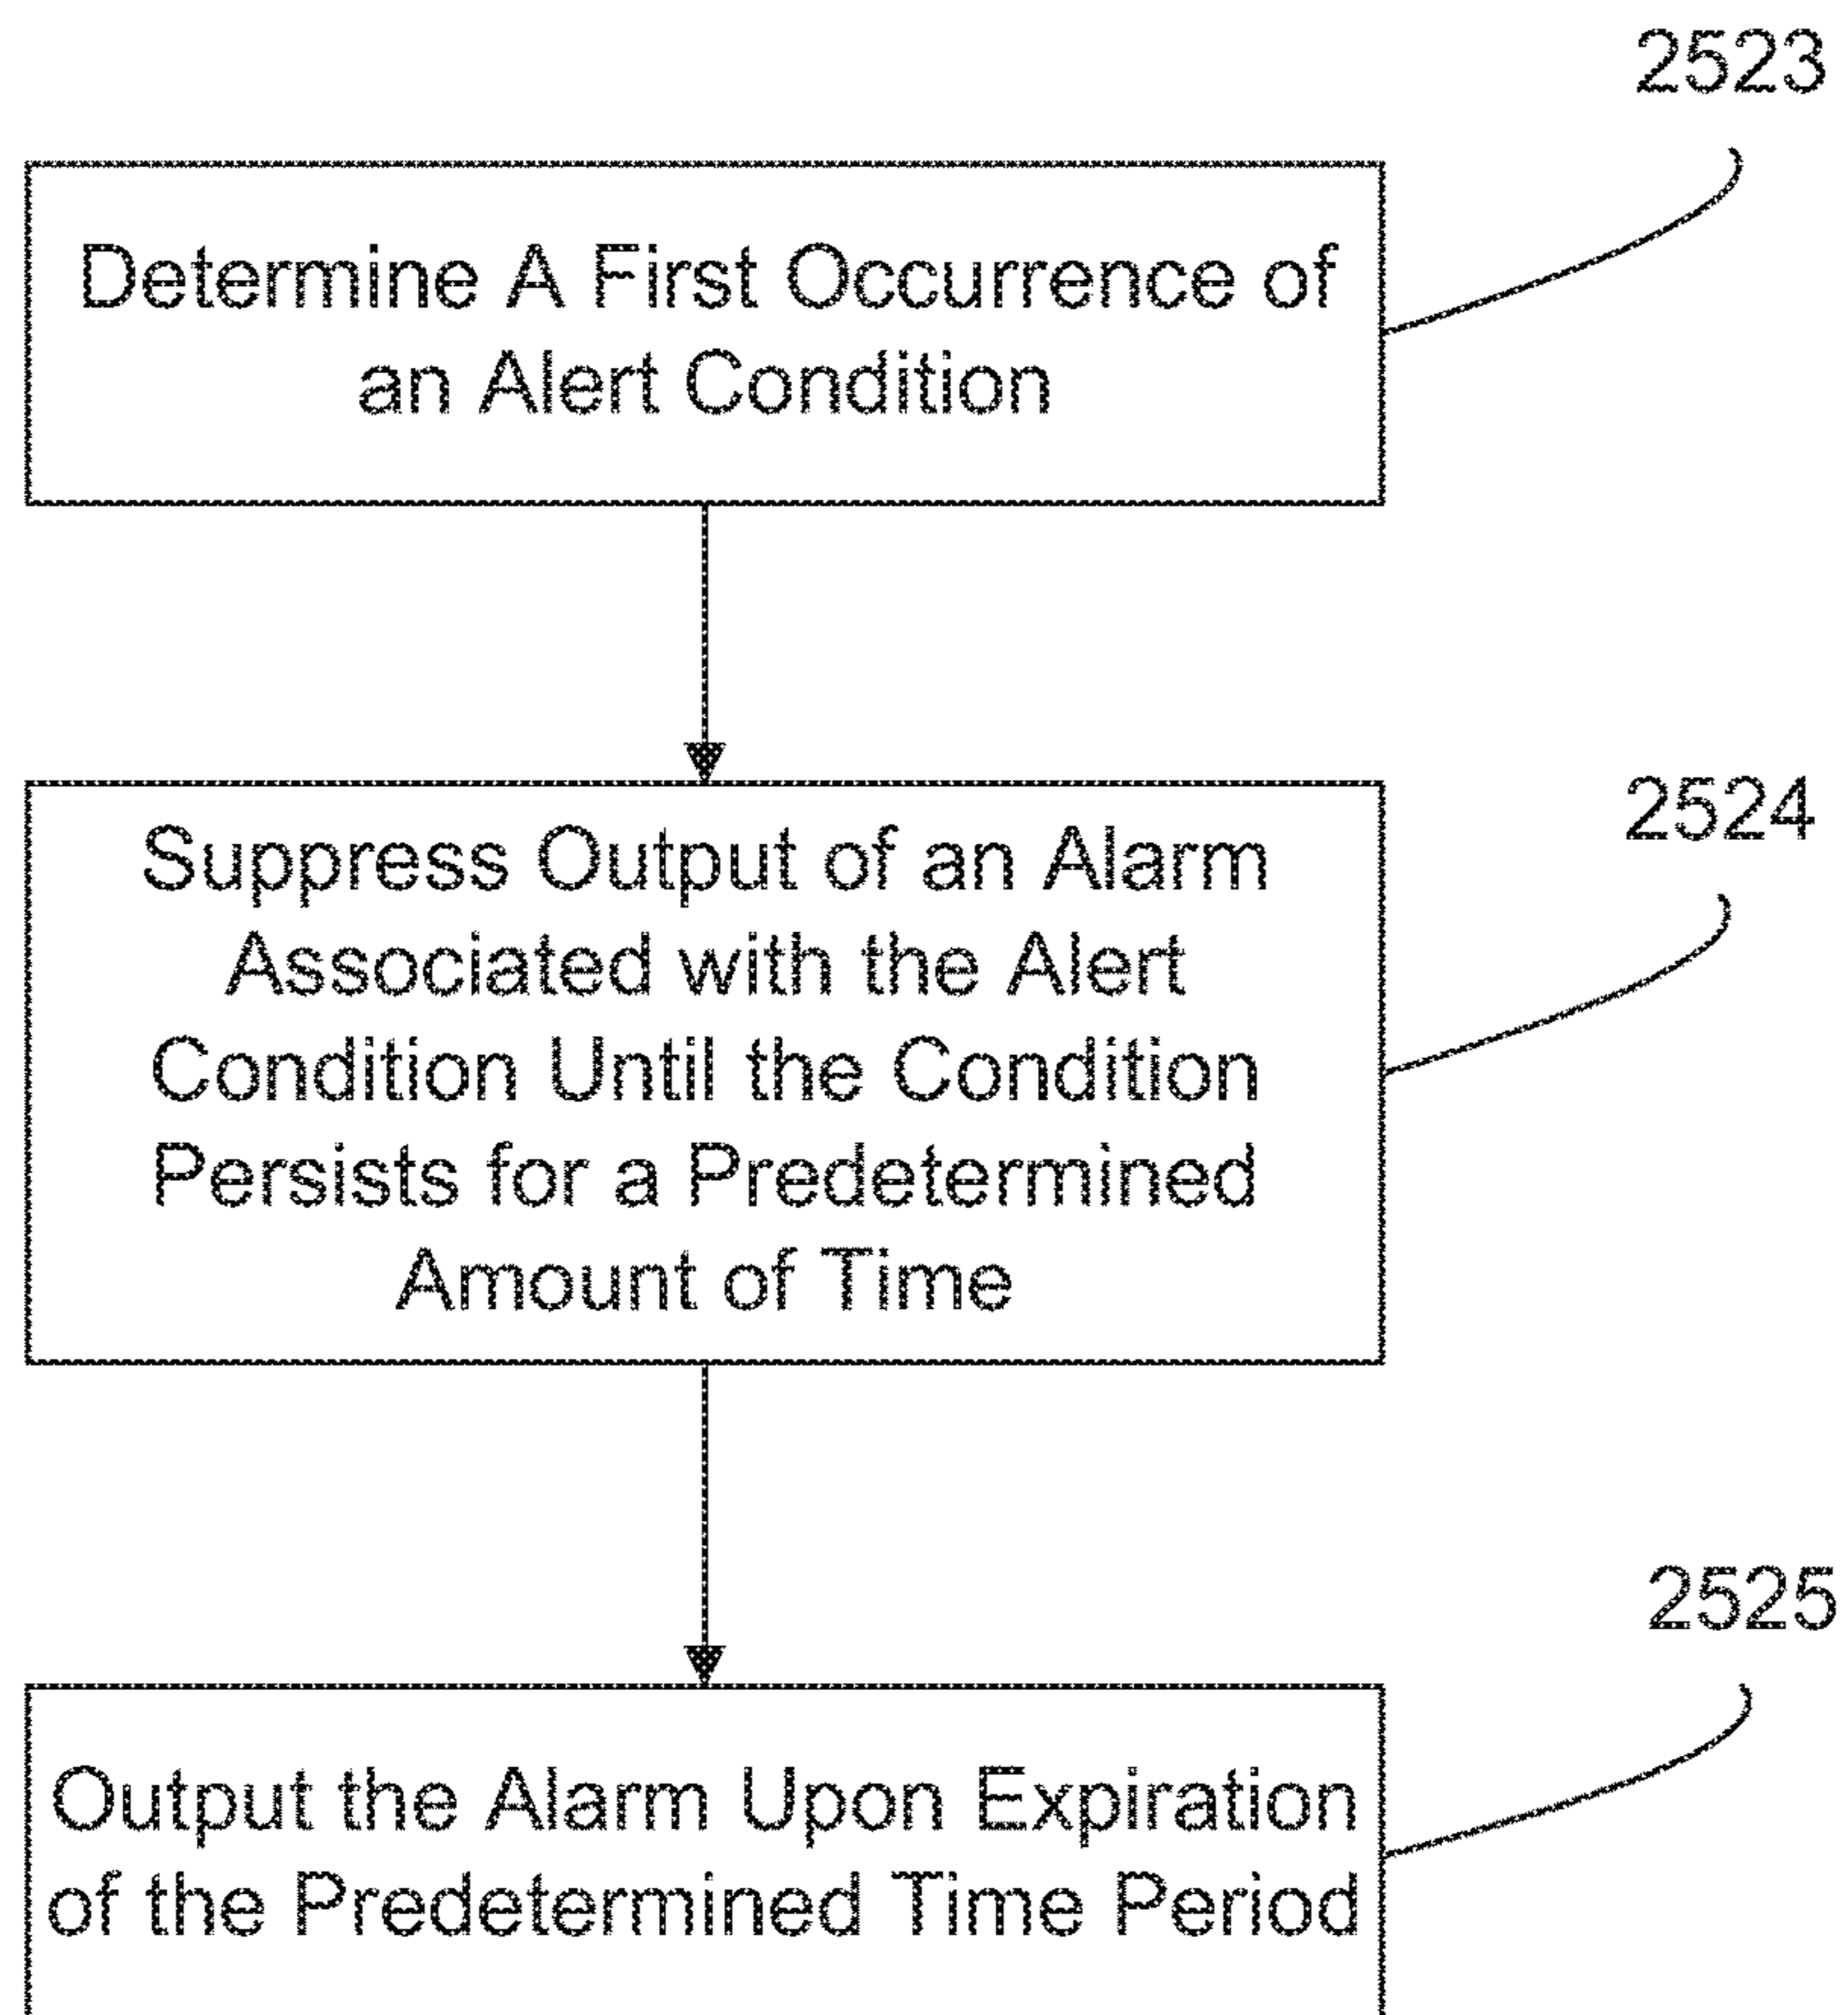 2523
Determine A First Occurrence of
an Alert Condition
2524
Suppress Output of an Alarm
Associated with the Alert
Condition Until the Condition
Persists for a Predetermined
Amount of Time
2525
Output the Alarm Upon Expiration
of the Predetermined Time Period